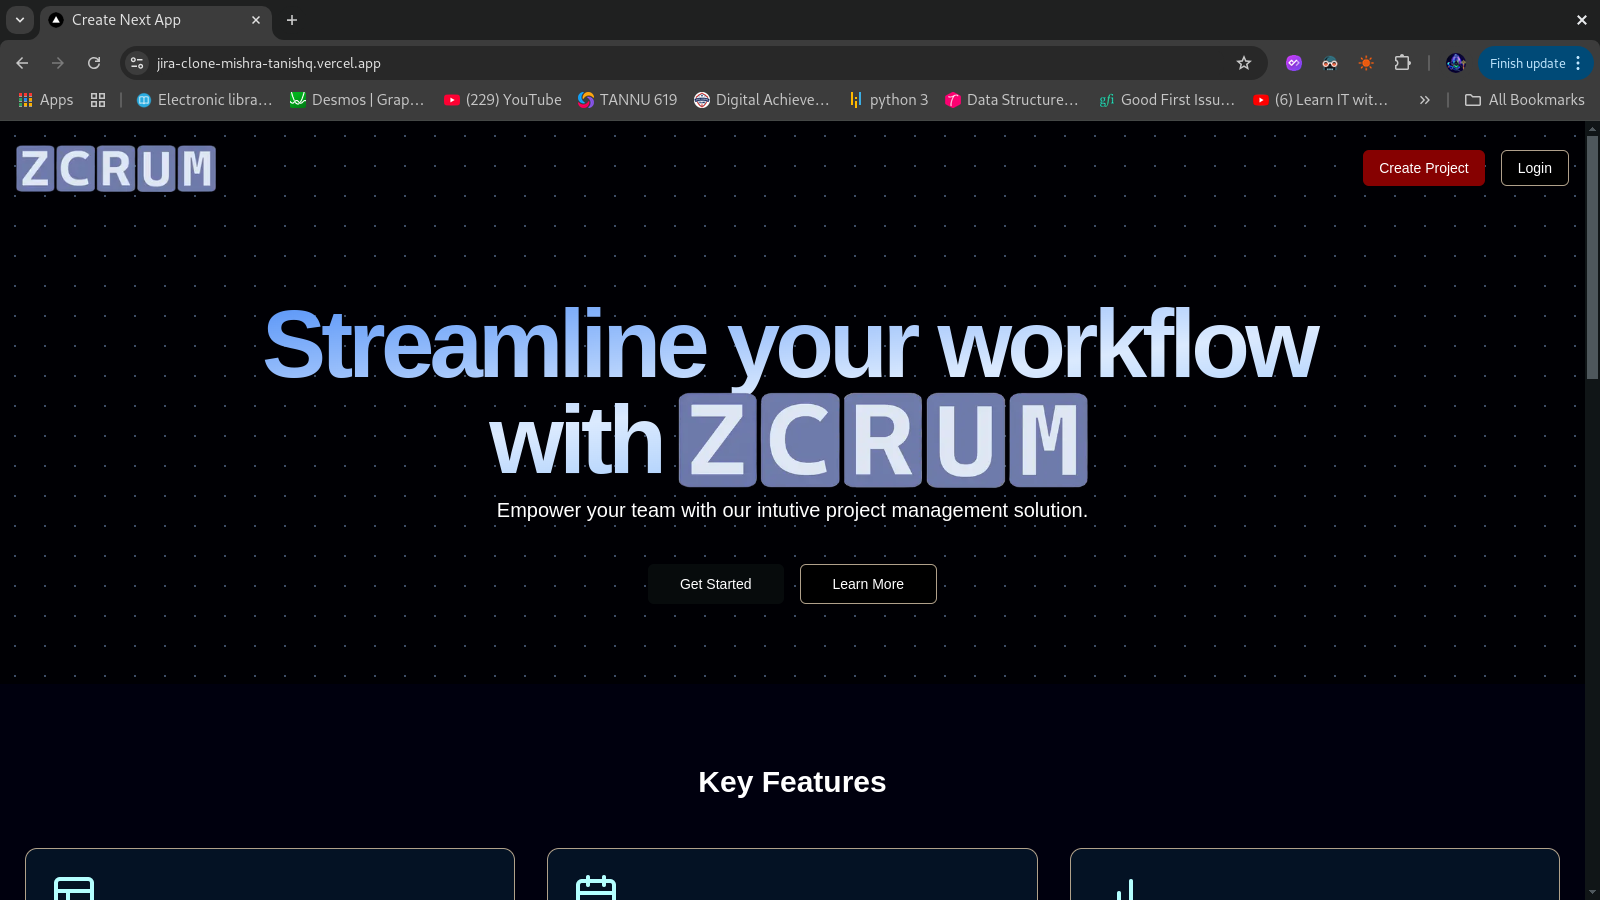 Create Next App
jira-clone-mishra-tanishq.vercel.app
Finish update
Apps
Electronic libra...
Desmos | Grap...
(229) YouTube
TANNU 619
Digital Achieve...
python 3
Data Structure...
gfi Good First Issu...
(6) Learn IT wit...
All Bookmarks
ZCRUM
Create Project
Login
Streamline your workflow
with ZCRUM
Empower your team with our intutive project management solution.
Get Started
Learn More
Key Features